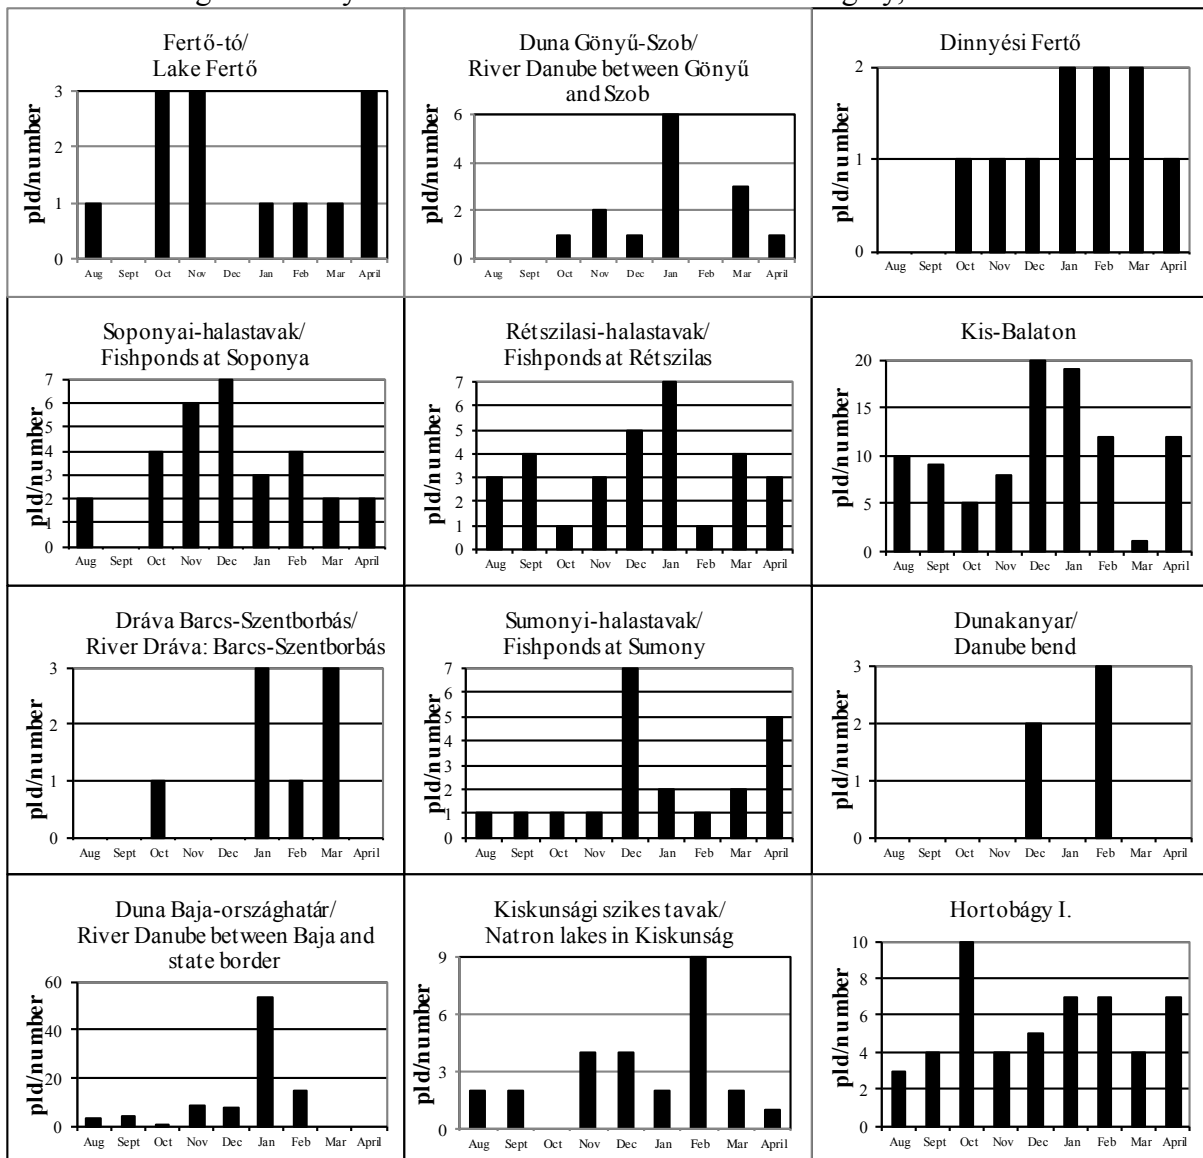 Fertő-tó/
Lake Fertő
pld/number
3
2
1
0
Aug Sept Oct Nov Dec Jan Feb Mar April
Duna Gönyű-Szob/
River Danube between Gönyű
and Szob
pld/number
6
4
2
0
Aug Sept Oct Nov Dec Jan Feb Mar April
Dinnyési Fertő
pld/number
2
1
0
Aug Sept Oct Nov Dec Jan Feb Mar April
Soponyai-halastavak/
Fishponds at Soponya
pld/number
7
6
5
4
3
2
1
0
Aug Sept Oct Nov Dec Jan Feb Mar April
Rétszilasi-halastavak/
Fishponds at Rétszilas
pld/number
7
6
5
4
3
2
1
0
Aug Sept Oct Nov Dec Jan Feb Mar April
Kis-Balaton
pld/number
20
15
10
5
0
Aug Sept Oct Nov Dec Jan Feb Mar April
Dráva Barcs-Szentborbás/
River Dráva: Barcs-Szentborbás
pld/number
3
2
1
0
Aug Sept Oct Nov Dec Jan Feb Mar April
Sumonyi-halastavak/
Fishponds at Sumony
pld/number
7
6
5
4
3
2
1
0
Aug Sept Oct Nov Dec Jan Feb Mar April
Dunakanyar/
Danube bend
pld/number
3
2
1
0
Aug Sept Oct Nov Dec Jan Feb Mar April
Duna Baja-országhatár/
River Danube between Baja and
state border
pld/number
60
40
20
0
Aug Sept Oct Nov Dec Jan Feb Mar April
Kiskunsági szikes tavak/
Natron lakes in Kiskunság
pld/number
9
6
3
0
Aug Sept Oct Nov Dec Jan Feb Mar April
Hortobágy I.
pld/number
10
8
6
4
2
0
Aug Sept Oct Nov Dec Jan Feb Mar April